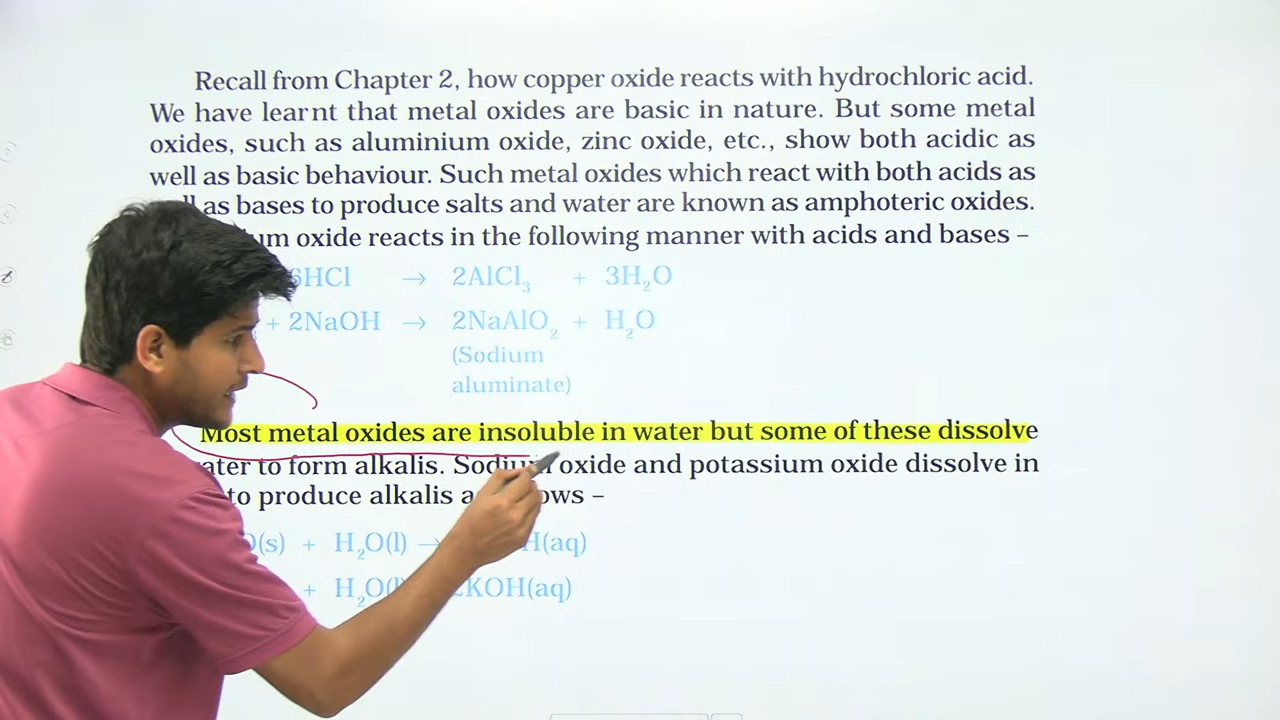 Recall from Chapter 2, how copper oxide reacts with hydrochloric acid.
We have learnt that metal oxides are basic in nature. But some metal
oxides, such as aluminium oxide, zinc oxide, etc., show both acidic as
well as basic behaviour. Such metal oxides which react with both acids as
as bases to produce salts and water are known as amphoteric oxides.
oxide reacts in the following manner with acids and bases –
6HCl → 2AlCl₃ + 3H₂O
+ 2NaOH → 2NaAlO₂ + H₂O
(Sodium
aluminate)
Most metal oxides are insoluble in water but some of these dissolve
to form alkalis. Sodium oxide and potassium oxide dissolve in
to produce alkalis as –
(s) + H₂O(l) → (aq)
+ H₂O(l) 2KOH(aq)